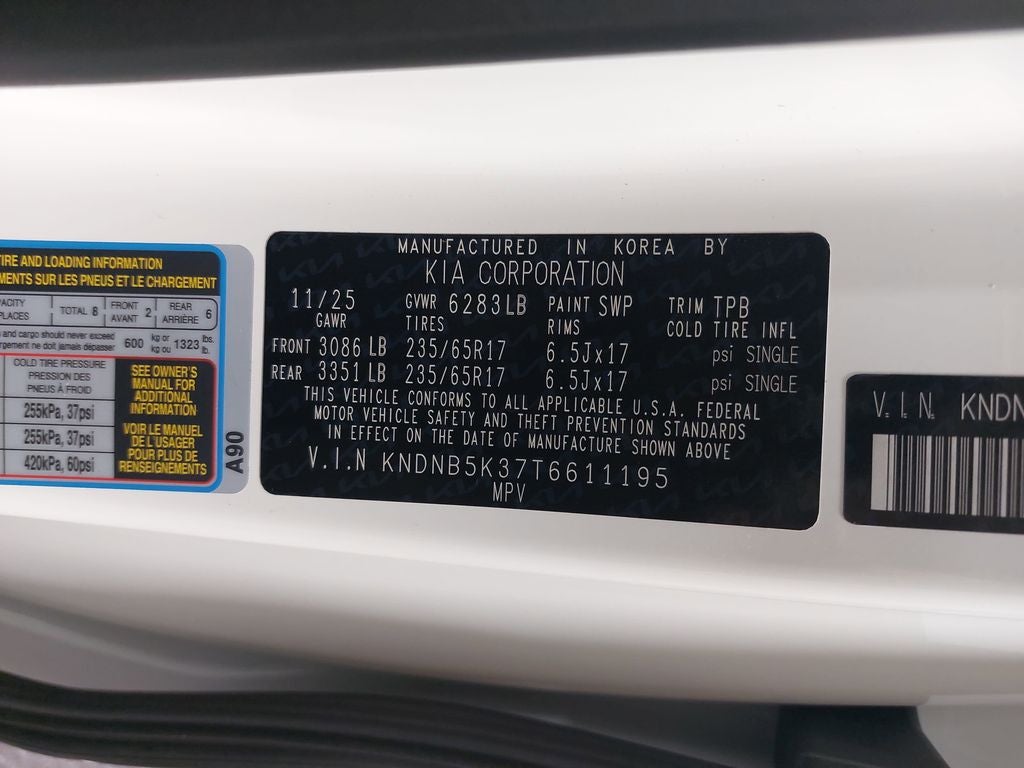 TIRE AND LOADING INFORMATION
MENTS SUR LES PNEUS ET LE CHARGEMENT
TOTAL 8 FRONT AVANT 2 REAR ARRIÈRE 6
PLACES
and cargo should never exceed
ne doit jamais dépasser 600 kg or kg ou 1323 lbs. lb.
COLD TIRE PRESSURE
PRESSION DES
PNEUS À FROID
255kPa, 37psi
255kPa, 37psi
420kPa, 60psi
SEE OWNER'S
MANUAL FOR
ADDITIONAL
INFORMATION
VOIR LE MANUEL
DE L'USAGER
POUR PLUS DE
RENSEIGNEMENTS
A90
MANUFACTURED IN KOREA BY
KIA CORPORATION
11/25 GVWR 6283LB PAINT SWP TRIM TPB
GAWR TIRES RIMS COLD TIRE INFL
FRONT 3086 LB 235/65R17 6.5Jx17 psi SINGLE
REAR 3351 LB 235/65R17 6.5Jx17 psi SINGLE
THIS VEHICLE CONFORMS TO ALL APPLICABLE U.S.A. FEDERAL
MOTOR VEHICLE SAFETY AND THEFT PREVENTION STANDARDS
IN EFFECT ON THE DATE OF MANUFACTURE SHOWN ABOVE
V.I.N KNDNB5K37T6611195
MPV
V.I.N. KNDN